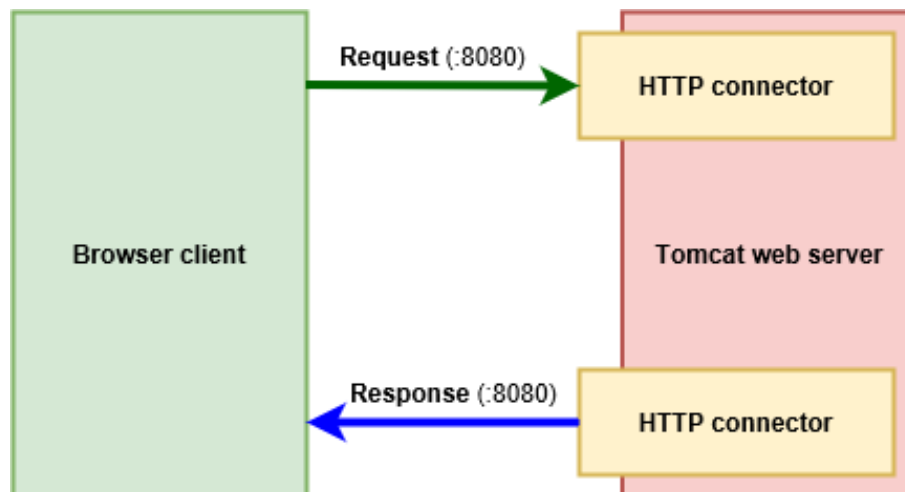 Request (:8080)
HTTP connector
Browser client
Tomcat web server
Response (:8080)
HTTP connector